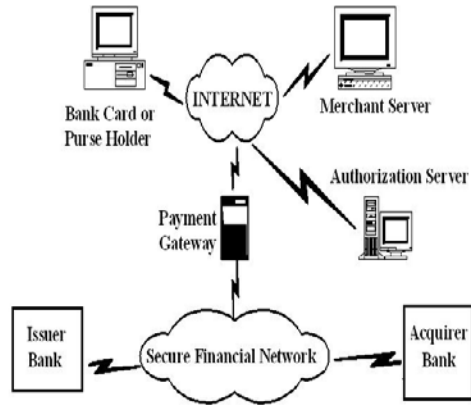 INTERNET
Bank Card or
Purse Holder
Merchant Server
Authorization Server
Payment
Gateway
Issuer
Bank
Secure Financial Network
Acquirer
Bank